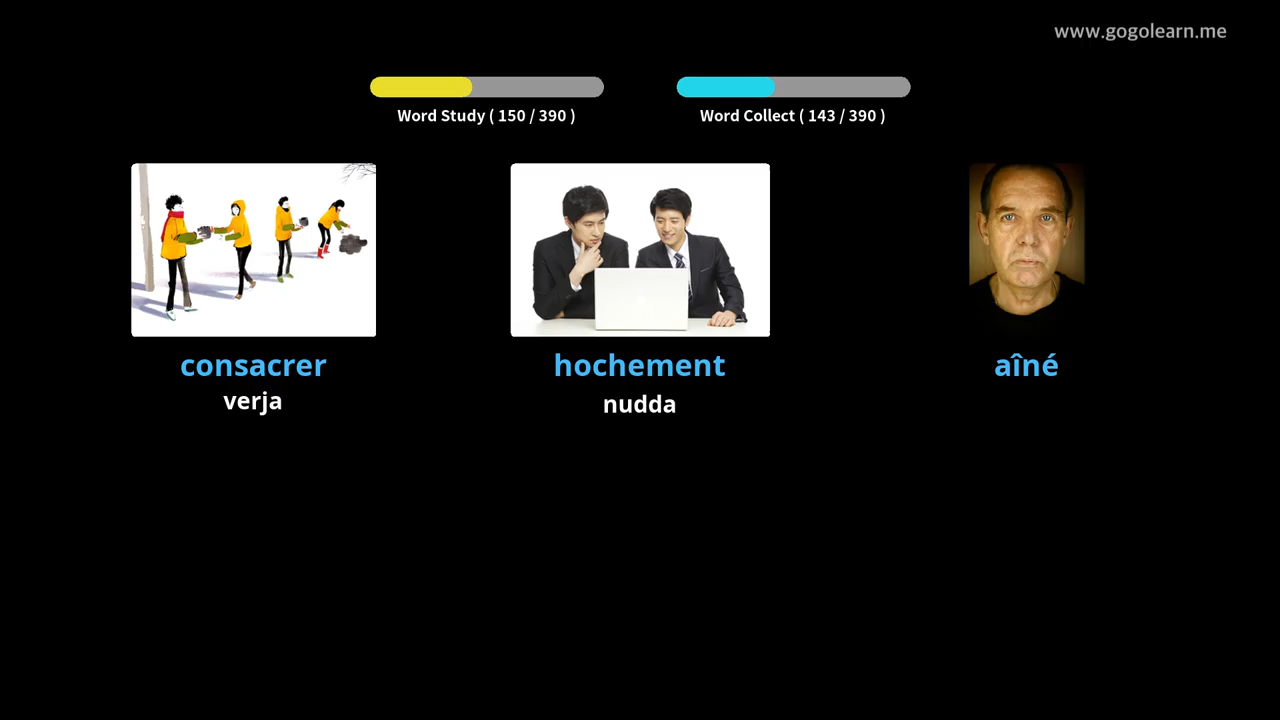 www.gogolearn.me
Word Study ( 150 / 390 )
Word Collect ( 143 / 390 )
consacrer
hochement
aîné
verja
nudda